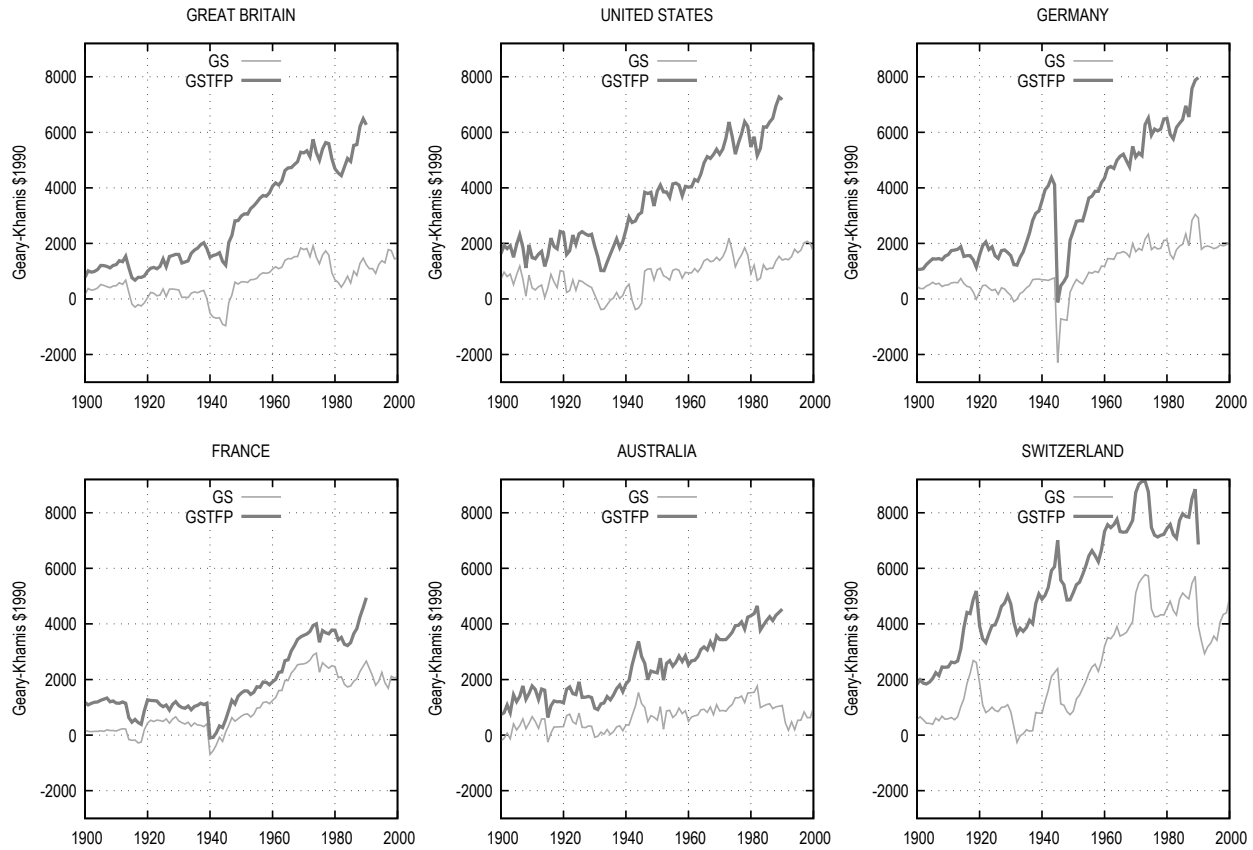 GREAT BRITAIN
UNITED STATES
GERMANY
Geary-Khamis $1990
8000
6000
4000
2000
0
-2000
GS
GSTFP
1900 1920 1940 1960 1980 2000
Geary-Khamis $1990
8000
6000
4000
2000
0
-2000
GS
GSTFP
1900 1920 1940 1960 1980 2000
Geary-Khamis $1990
8000
6000
4000
2000
0
-2000
GS
GSTFP
1900 1920 1940 1960 1980 2000
FRANCE
AUSTRALIA
SWITZERLAND
Geary-Khamis $1990
8000
6000
4000
2000
0
-2000
GS
GSTFP
1900 1920 1940 1960 1980 2000
Geary-Khamis $1990
8000
6000
4000
2000
0
-2000
GS
GSTFP
1900 1920 1940 1960 1980 2000
Geary-Khamis $1990
8000
6000
4000
2000
0
-2000
GS
GSTFP
1900 1920 1940 1960 1980 2000